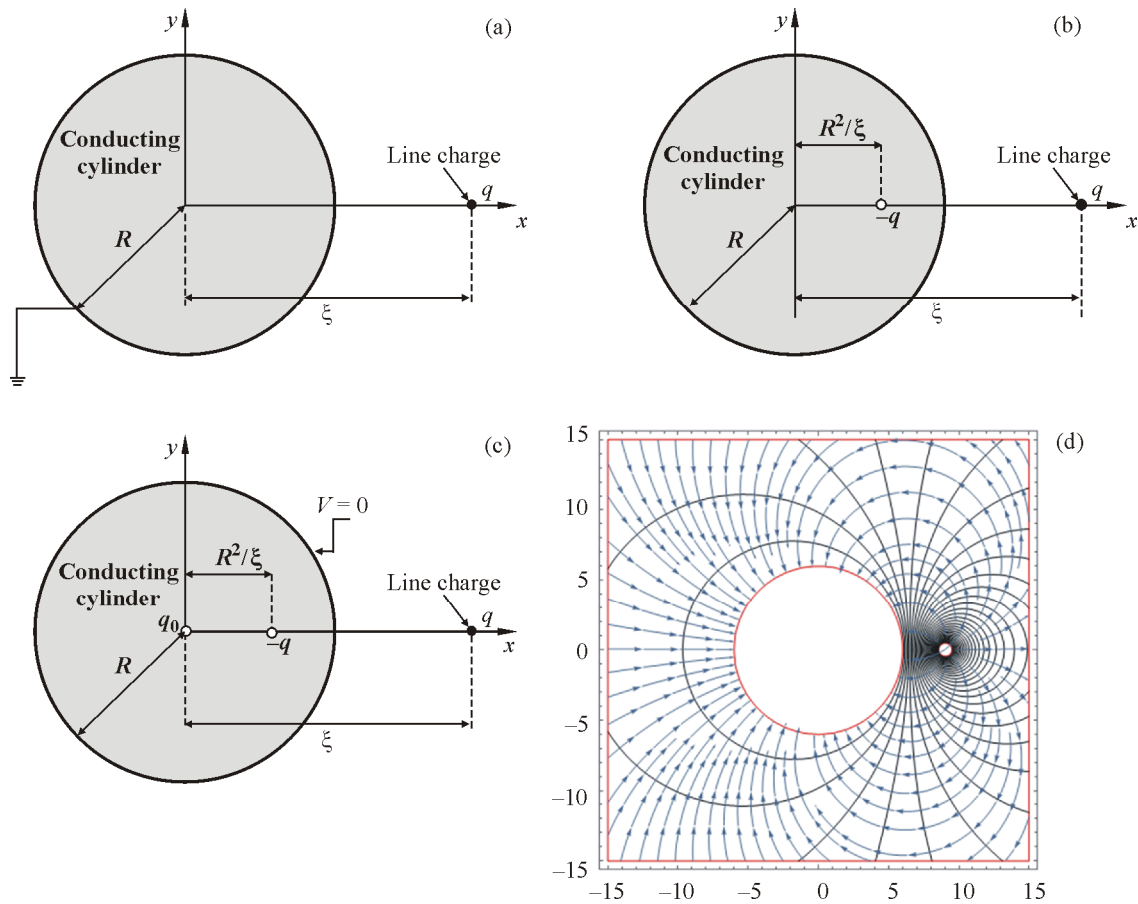 (a)
y
Conducting
cylinder
Line charge
q
x
R
ξ
(b)
y
R²/ξ
Conducting
cylinder
Line charge
q
–q
x
R
ξ
(c)
y
V = 0
R²/ξ
Conducting
cylinder
Line charge
q₀
–q
q
x
R
ξ
(d)
15
10
5
0
–5
–10
–15
–15 –10 –5 0 5 10 15